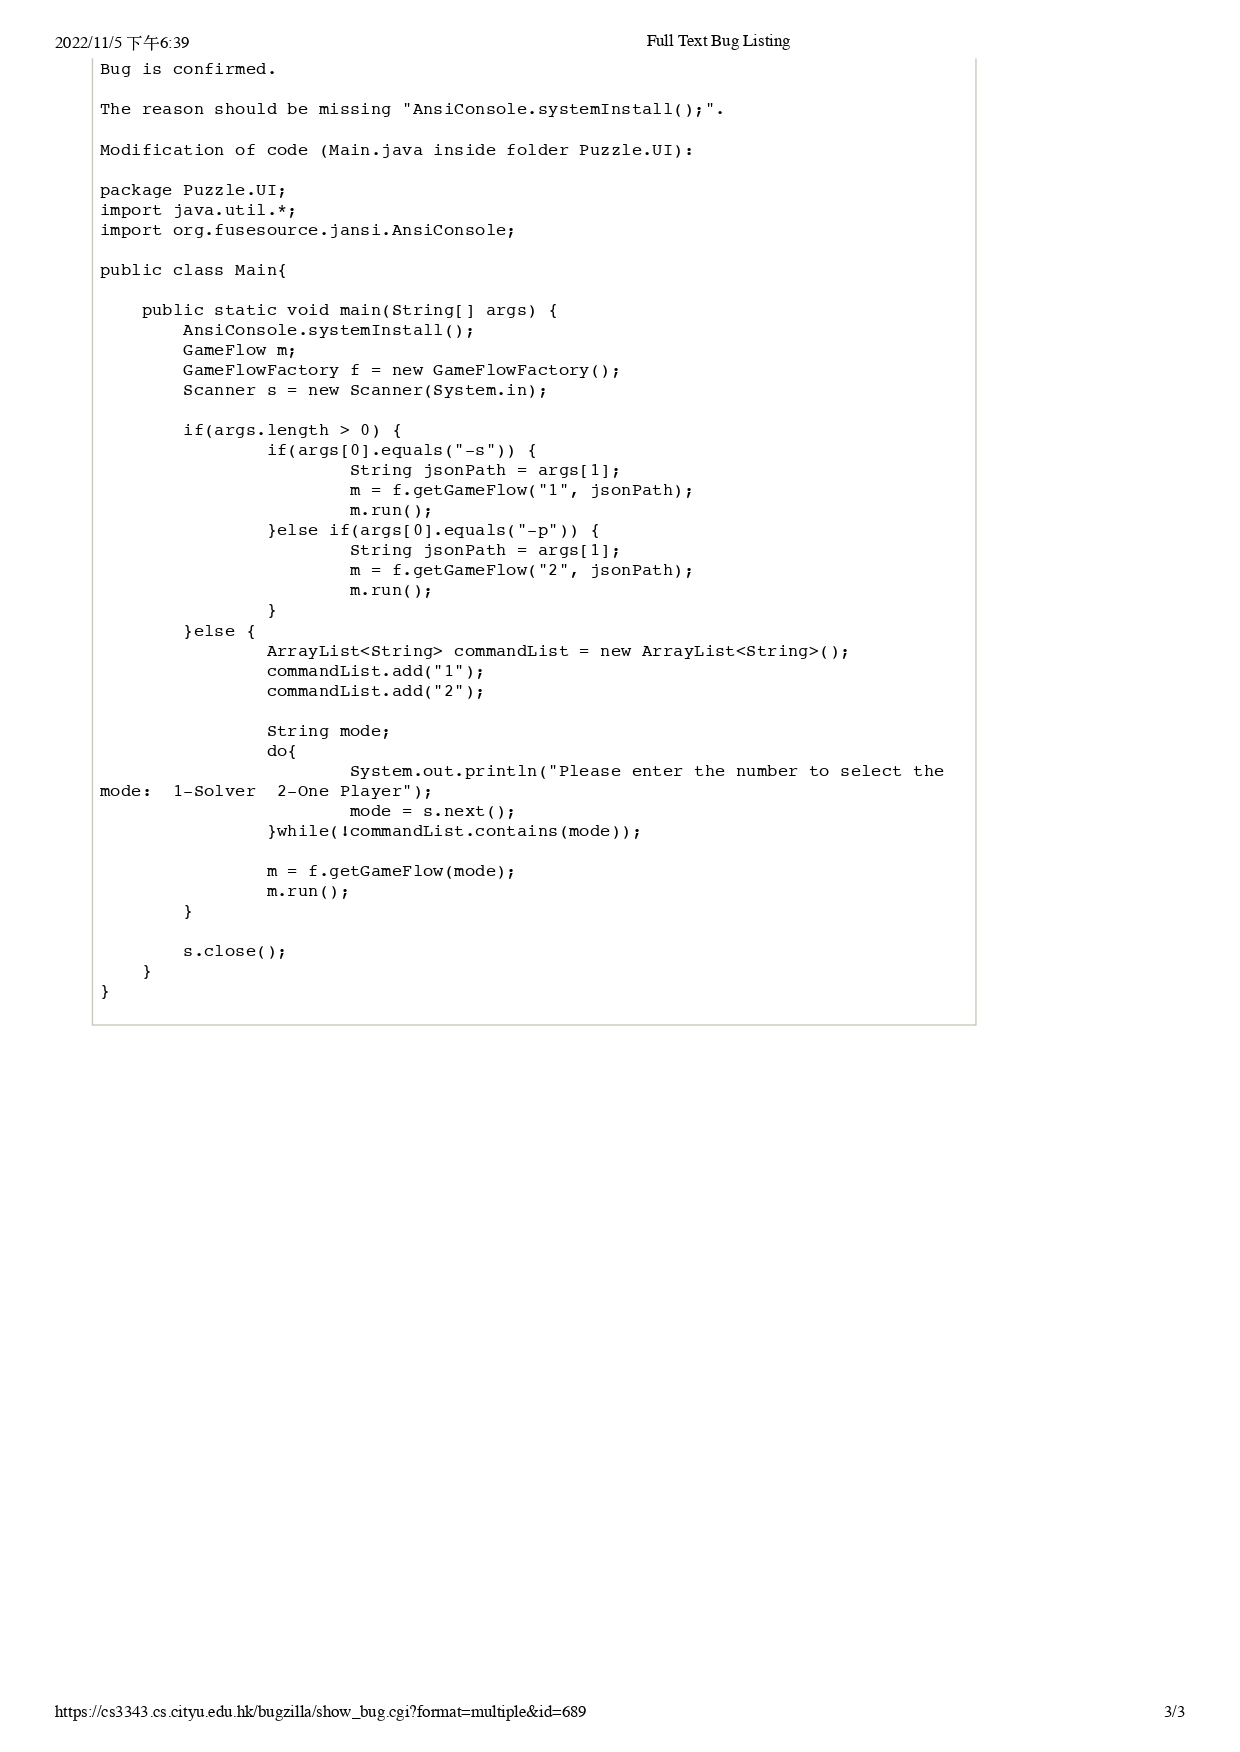 2022/11/5 下午6:39 Full Text Bug Listing
Bug is confirmed.
The reason should be missing "AnsiConsole.systemInstall();".
Modification of code (Main.java inside folder Puzzle.UI):
package Puzzle.UI;
import java.util.*;
import org.fusesource.jansi.AnsiConsole;
public class Main{
    public static void main(String[] args) {
        AnsiConsole.systemInstall();
        GameFlow m;
        GameFlowFactory f = new GameFlowFactory();
        Scanner s = new Scanner(System.in);
        if(args.length > 0) {
                if(args[0].equals("-s")) {
                        String jsonPath = args[1];
                        m = f.getGameFlow("1", jsonPath);
                        m.run();
                }else if(args[0].equals("-p")) {
                        String jsonPath = args[1];
                        m = f.getGameFlow("2", jsonPath);
                        m.run();
                }
        }else {
                ArrayList<String> commandList = new ArrayList<String>();
                commandList.add("1");
                commandList.add("2");
                String mode;
                do{
                        System.out.println("Please enter the number to select the
mode:  1-Solver  2-One Player");
                        mode = s.next();
                }while(!commandList.contains(mode));
                m = f.getGameFlow(mode);
                m.run();
        }
        s.close();
    }
}
https://cs3343.cs.cityu.edu.hk/bugzilla/show_bug.cgi?format=multiple&id=689 3/3